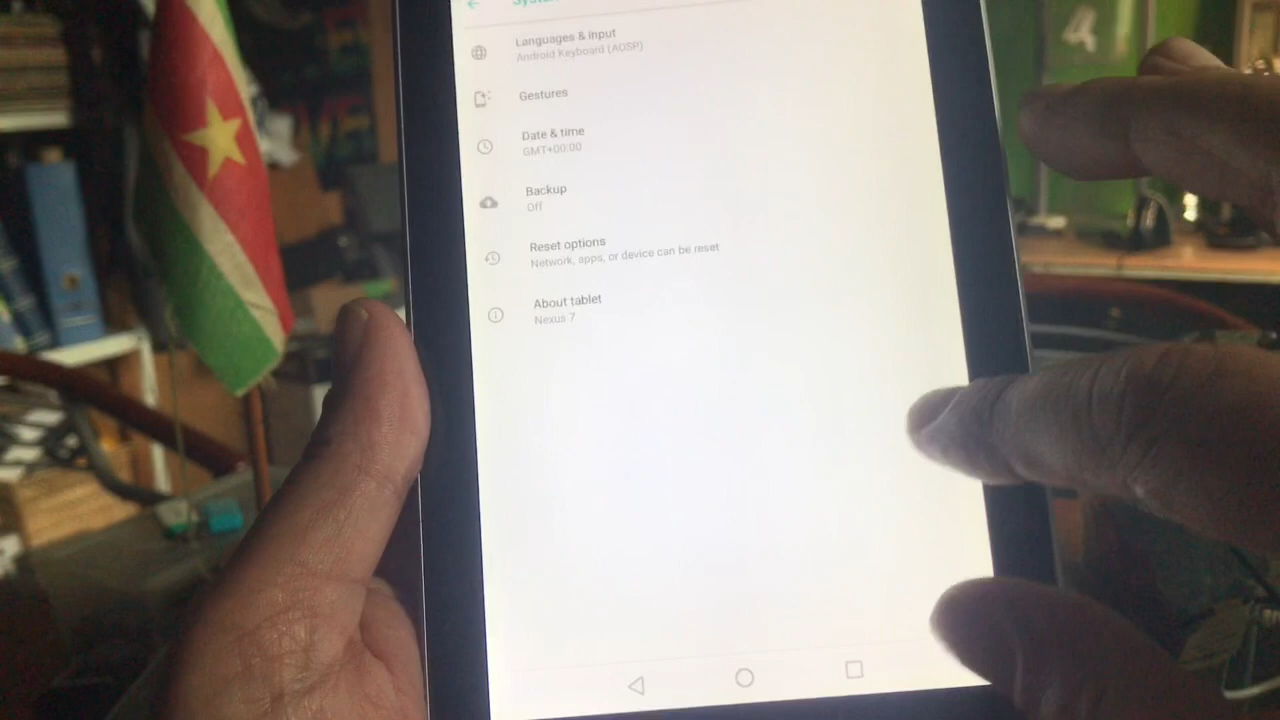 System
Languages & input
Android Keyboard (AOSP)
Gestures
Date & time
GMT+00:00
Backup
Off
Reset options
Network, apps, or device can be reset
About tablet
Nexus 7